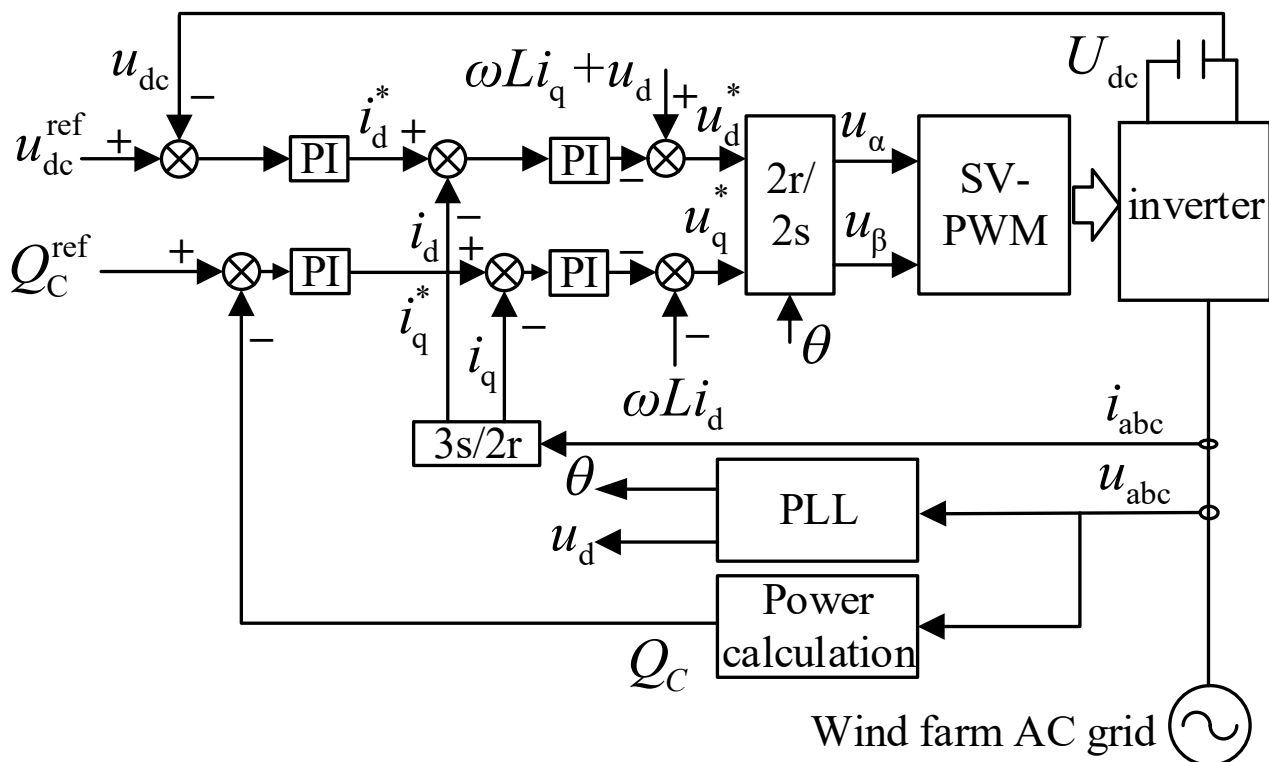 u_dc
ωLi_q+u_d
U_dc
u_dc^ref
+
−
PI
i_d^*
+
−
PI
−
+
u_d^*
2r/
2s
u_α
SV-
PWM
inverter
Q_C^ref
+
−
PI
i_d
i_q^*
+
−
PI
−
−
u_q^*
u_β
i_q
ωLi_d
θ
3s/2r
i_abc
θ
u_d
PLL
u_abc
Power
calculation
Q_C
Wind farm AC grid